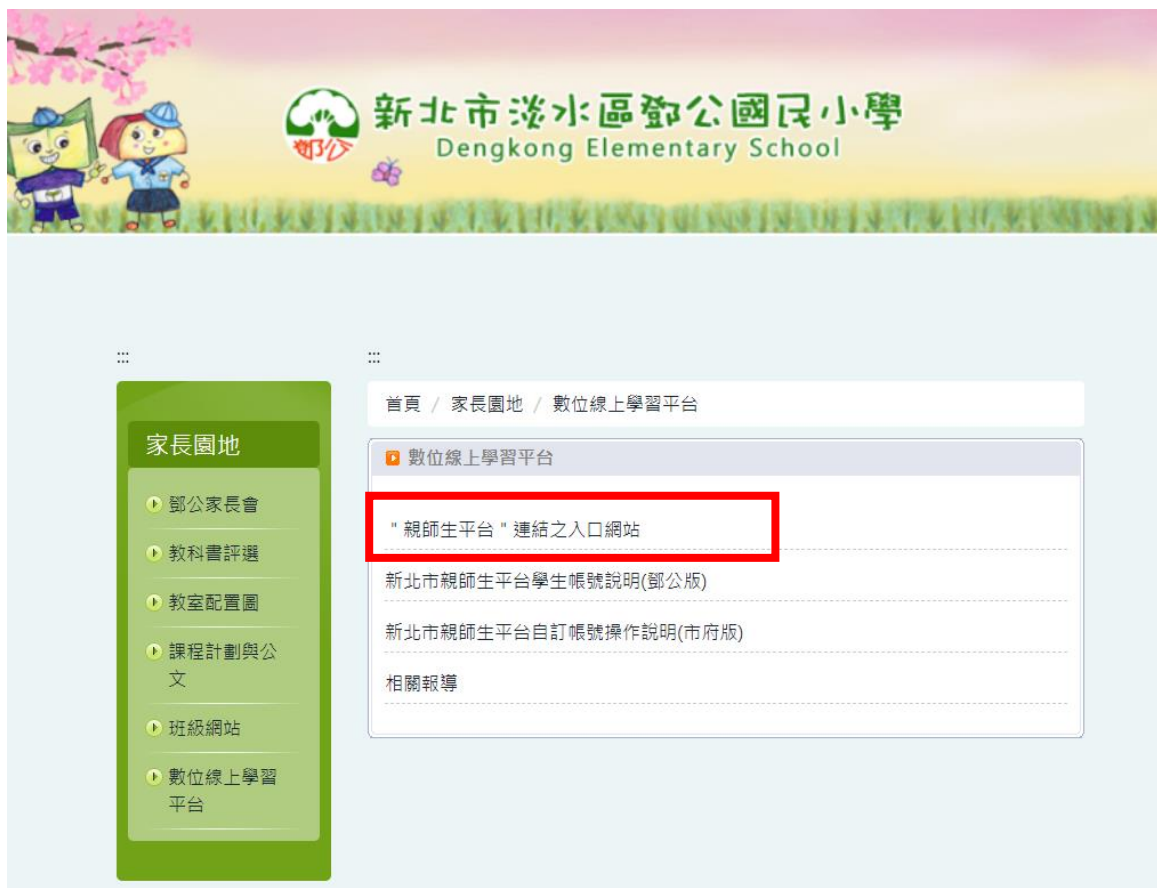 新北市淡水區鄧公國民小學
鄧公
Dengkong Elementary School
:::
:::
家長園地
鄧公家長會
教科書評選
教室配置圖
課程計劃與公
文
班級網站
數位線上學習
平台
首頁 / 家長園地 / 數位線上學習平台
數位線上學習平台
"親師生平台"連結之入口網站
新北市親師生平台學生帳號說明(鄧公版)
新北市親師生平台自訂帳號操作說明(市府版)
相關報導